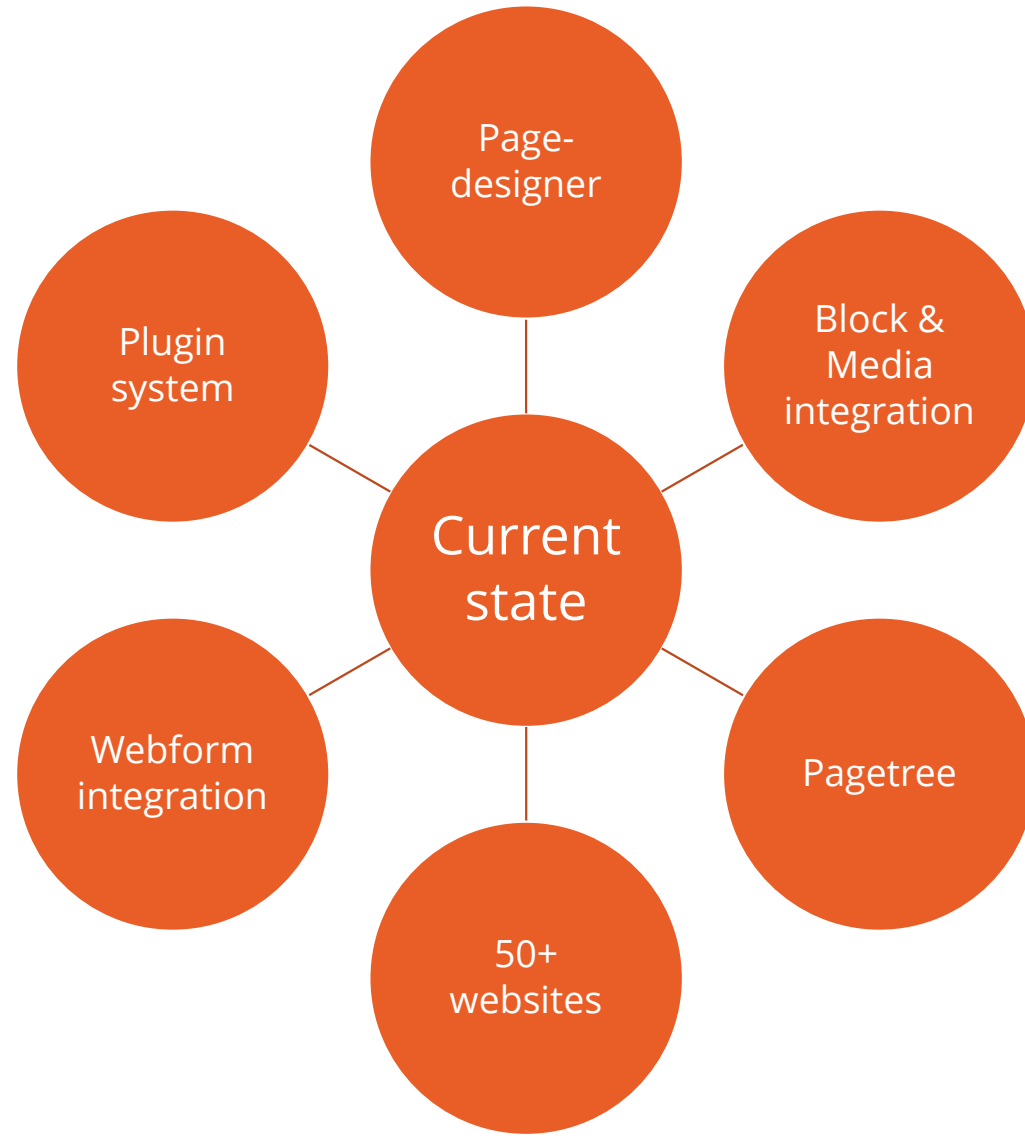 Page-
designer
Block &
Media
integration
Plugin
system
Current
state
Webform
integration
Pagetree
50+
websites